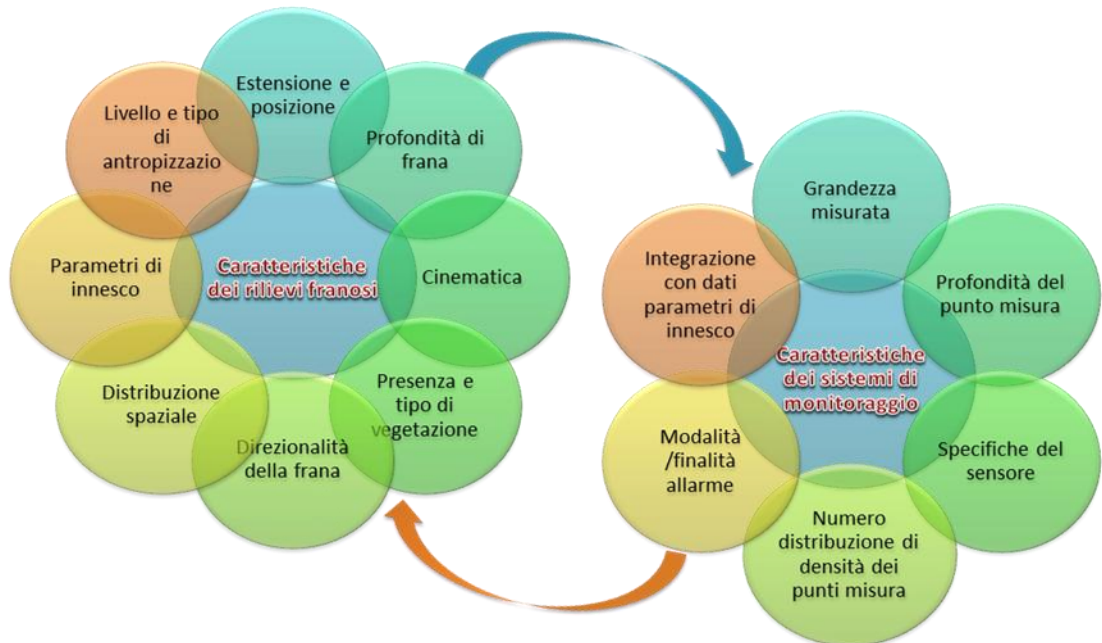 Estensione e
posizione
Profondità di
frana
Cinematica
Presenza e
tipo di
vegetazione
Direzionalità
della frana
Distribuzione
spaziale
Parametri di
innesco
Livello e tipo
di
antropizzazio
ne
Caratteristiche
dei rilievi franosi
Grandezza
misurata
Profondità del
punto misura
Specifiche del
sensore
Numero
distribuzione di
densità dei
punti misura
Modalità
/finalità
allarme
Integrazione
con dati
parametri di
innesco
Caratteristiche
dei sistemi di
monitoraggio